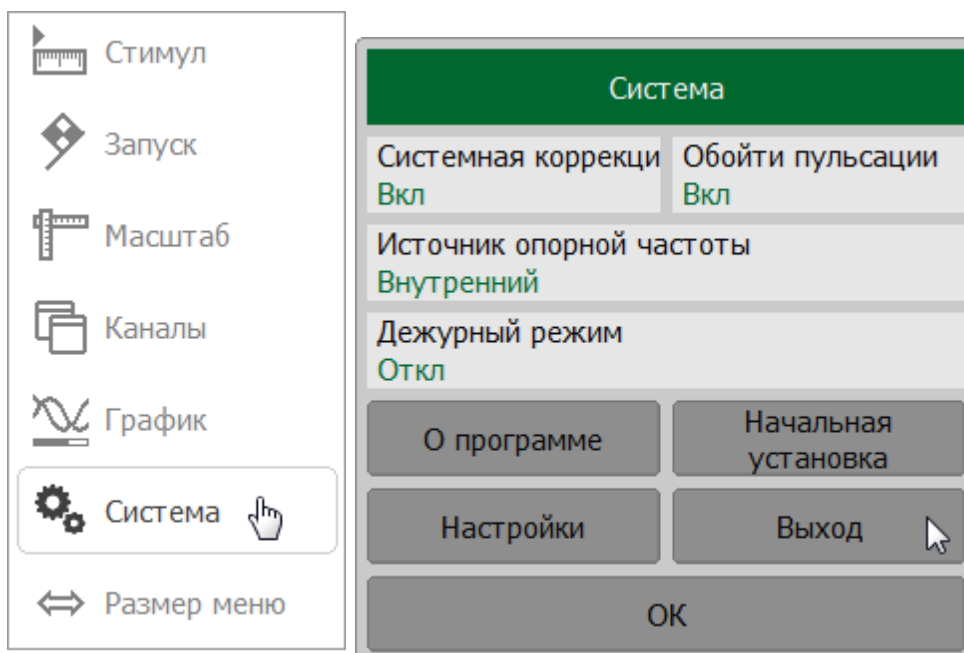 Стимул
Запуск
Масштаб
Каналы
График
Система
Размер меню
Система
Системная коррекци
Вкл
Обойти пульсации
Вкл
Источник опорной частоты
Внутренний
Дежурный режим
Откл
О программе
Начальная
установка
Настройки
Выход
ОК